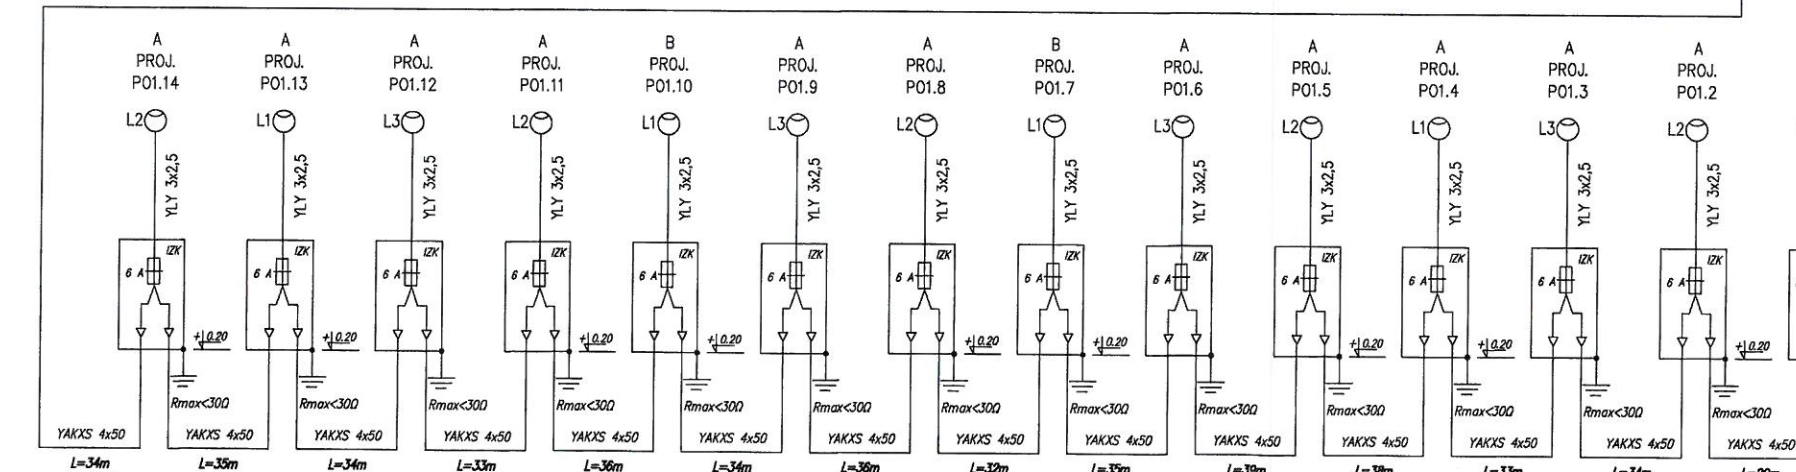 A A A A B A A B A A A A A
PROJ. PROJ. PROJ. PROJ. PROJ. PROJ. PROJ. PROJ. PROJ. PROJ. PROJ. PROJ. PROJ.
P01.14 P01.13 P01.12 P01.11 P01.10 P01.9 P01.8 P01.7 P01.6 P01.5 P01.4 P01.3 P01.2
L2 L1 L3 L2 L1 L3 L2 L1 L3 L2 L1 L3 L2
YLY 3x2,5 YLY 3x2,5 YLY 3x2,5 YLY 3x2,5 YLY 3x2,5 YLY 3x2,5 YLY 3x2,5 YLY 3x2,5 YLY 3x2,5 YLY 3x2,5 YLY 3x2,5 YLY 3x2,5 YLY 3x2,5
IZK IZK IZK IZK IZK IZK IZK IZK IZK IZK IZK IZK IZK
6 A 6 A 6 A 6 A 6 A 6 A 6 A 6 A 6 A 6 A 6 A 6 A 6 A
+0.20 +0.20 +0.20 +0.20 +0.20 +0.20 +0.20 +0.20 +0.20
Rmax<30Ω Rmax<30Ω Rmax<30Ω Rmax<30Ω Rmax<30Ω Rmax<30Ω Rmax<30Ω Rmax<30Ω Rmax<30Ω Rmax<30Ω Rmax<30Ω Rmax<30Ω Rmax<30Ω
YAKXS 4x50 YAKXS 4x50 YAKXS 4x50 YAKXS 4x50 YAKXS 4x50 YAKXS 4x50 YAKXS 4x50 YAKXS 4x50 YAKXS 4x50 YAKXS 4x50 YAKXS 4x50 YAKXS 4x50 YAKXS 4x50 YAKXS 4x50
L=34m L=35m L=34m L=33m L=36m L=34m L=36m L=32m L=35m L=39m L=38m L=33m L=34m